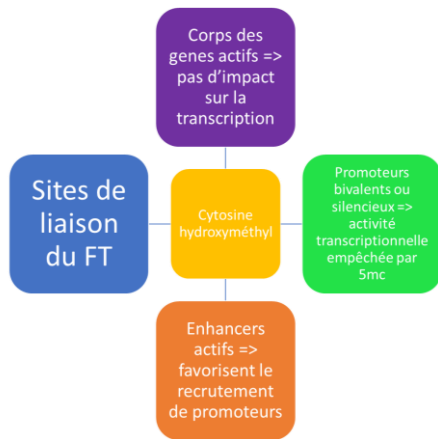 Corps des
genes actifs =>
pas d'impact
sur la
transcription
Sites de
liaison
du FT
Cytosine
hydroxyméthyl
Promoteurs
bivalents ou
silencieux =>
activité
transcriptionnelle
empêchée par
5mc
Enhancers
actifs =>
favorisent le
recrutement
de promoteurs